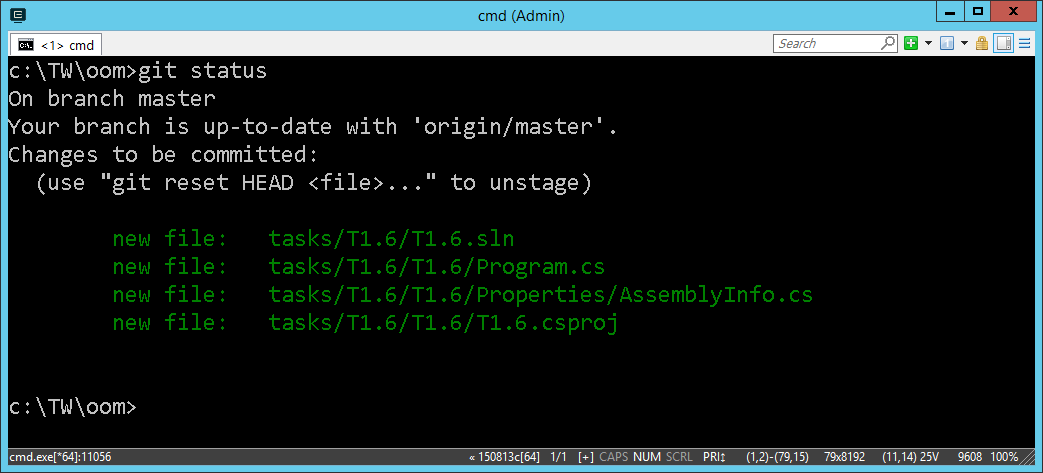 cmd (Admin)
<1> cmd
Search
c:\TW\oom>git status
On branch master
Your branch is up-to-date with 'origin/master'.
Changes to be committed:
  (use "git reset HEAD <file>..." to unstage)
        new file:   tasks/T1.6/T1.6.sln
        new file:   tasks/T1.6/T1.6/Program.cs
        new file:   tasks/T1.6/T1.6/Properties/AssemblyInfo.cs
        new file:   tasks/T1.6/T1.6/T1.6.csproj
c:\TW\oom>
cmd.exe[*64]:11056 « 150813c[64] 1/1 [+] CAPS NUM SCRL PRI↕ (1,2)-(79,15) 79x8192 (11,14) 25V 9608 100%